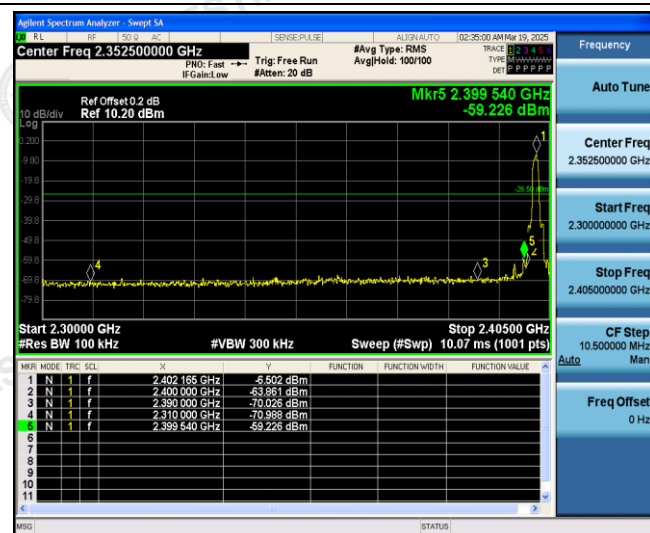 Agilent Spectrum Analyzer - Swept SA
RL RF 50 Ω AC SENSE:PULSE ALIGN AUTO 02:35:00 AM Mar 19, 2025
Center Freq 2.352500000 GHz
PNO: Fast
IFGain:Low
Trig: Free Run
#Atten: 20 dB
#Avg Type: RMS
Avg|Hold: 100/100
TRACE 1 2 3 4 5 6
TYPE M
DET P P P P P P
Frequency
Auto Tune
Center Freq
2.352500000 GHz
Start Freq
2.300000000 GHz
Stop Freq
2.405000000 GHz
CF Step
10.500000 MHz
Auto Man
Freq Offset
0 Hz
Mkr5 2.399 540 GHz
-59.226 dBm
Ref Offset 0.2 dB
10 dB/div Ref 10.20 dBm
Log
0.200
-9.80
-19.8
-29.8
-39.8
-49.8
-59.8
-69.8
-79.8
-26.50 dBm
1
5
2
3
4
Start 2.30000 GHz Stop 2.40500 GHz
#Res BW 100 kHz #VBW 300 kHz Sweep (#Swp) 10.07 ms (1001 pts)
MKR MODE TRC SCL X Y FUNCTION FUNCTION WIDTH FUNCTION VALUE
1 N 1 f 2.402 165 GHz -6.502 dBm
2 N 1 f 2.400 000 GHz -63.861 dBm
3 N 1 f 2.390 000 GHz -70.026 dBm
4 N 1 f 2.310 000 GHz -70.988 dBm
5 N 1 f 2.399 540 GHz -59.226 dBm
6
7
8
9
10
11
MSG STATUS